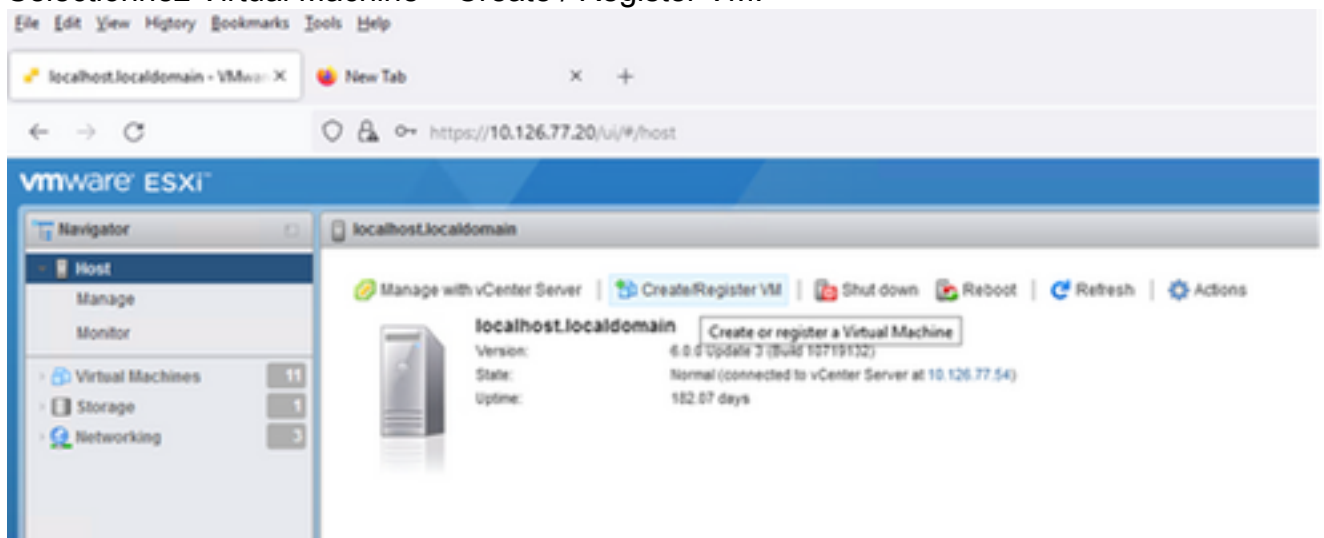 File Edit View History Bookmarks Tools Help
localhost.localdomain - VMwar × New Tab × +
https://10.126.77.20/ui/#/host
vmware ESXi™
Navigator localhost.localdomain
Host
Manage
Monitor
Virtual Machines 11
Storage 1
Networking 3
Manage with vCenter Server | Create/Register VM | Shut down Reboot | Refresh | Actions
localhost.localdomain
Create or register a Virtual Machine
Version: 6.0.0 Update 3 (Build 10719132)
State: Normal (connected to vCenter Server at 10.126.77.54)
Uptime: 182.07 days